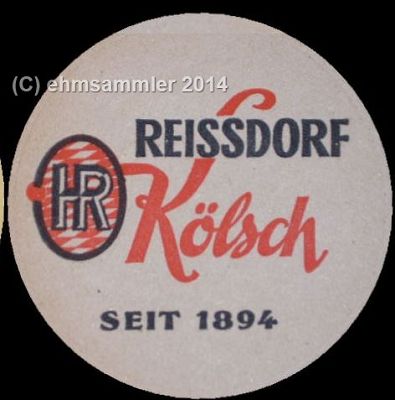 (C) ehmsammler 2014
REISSDORF
HR
Kölsch
SEIT 1894